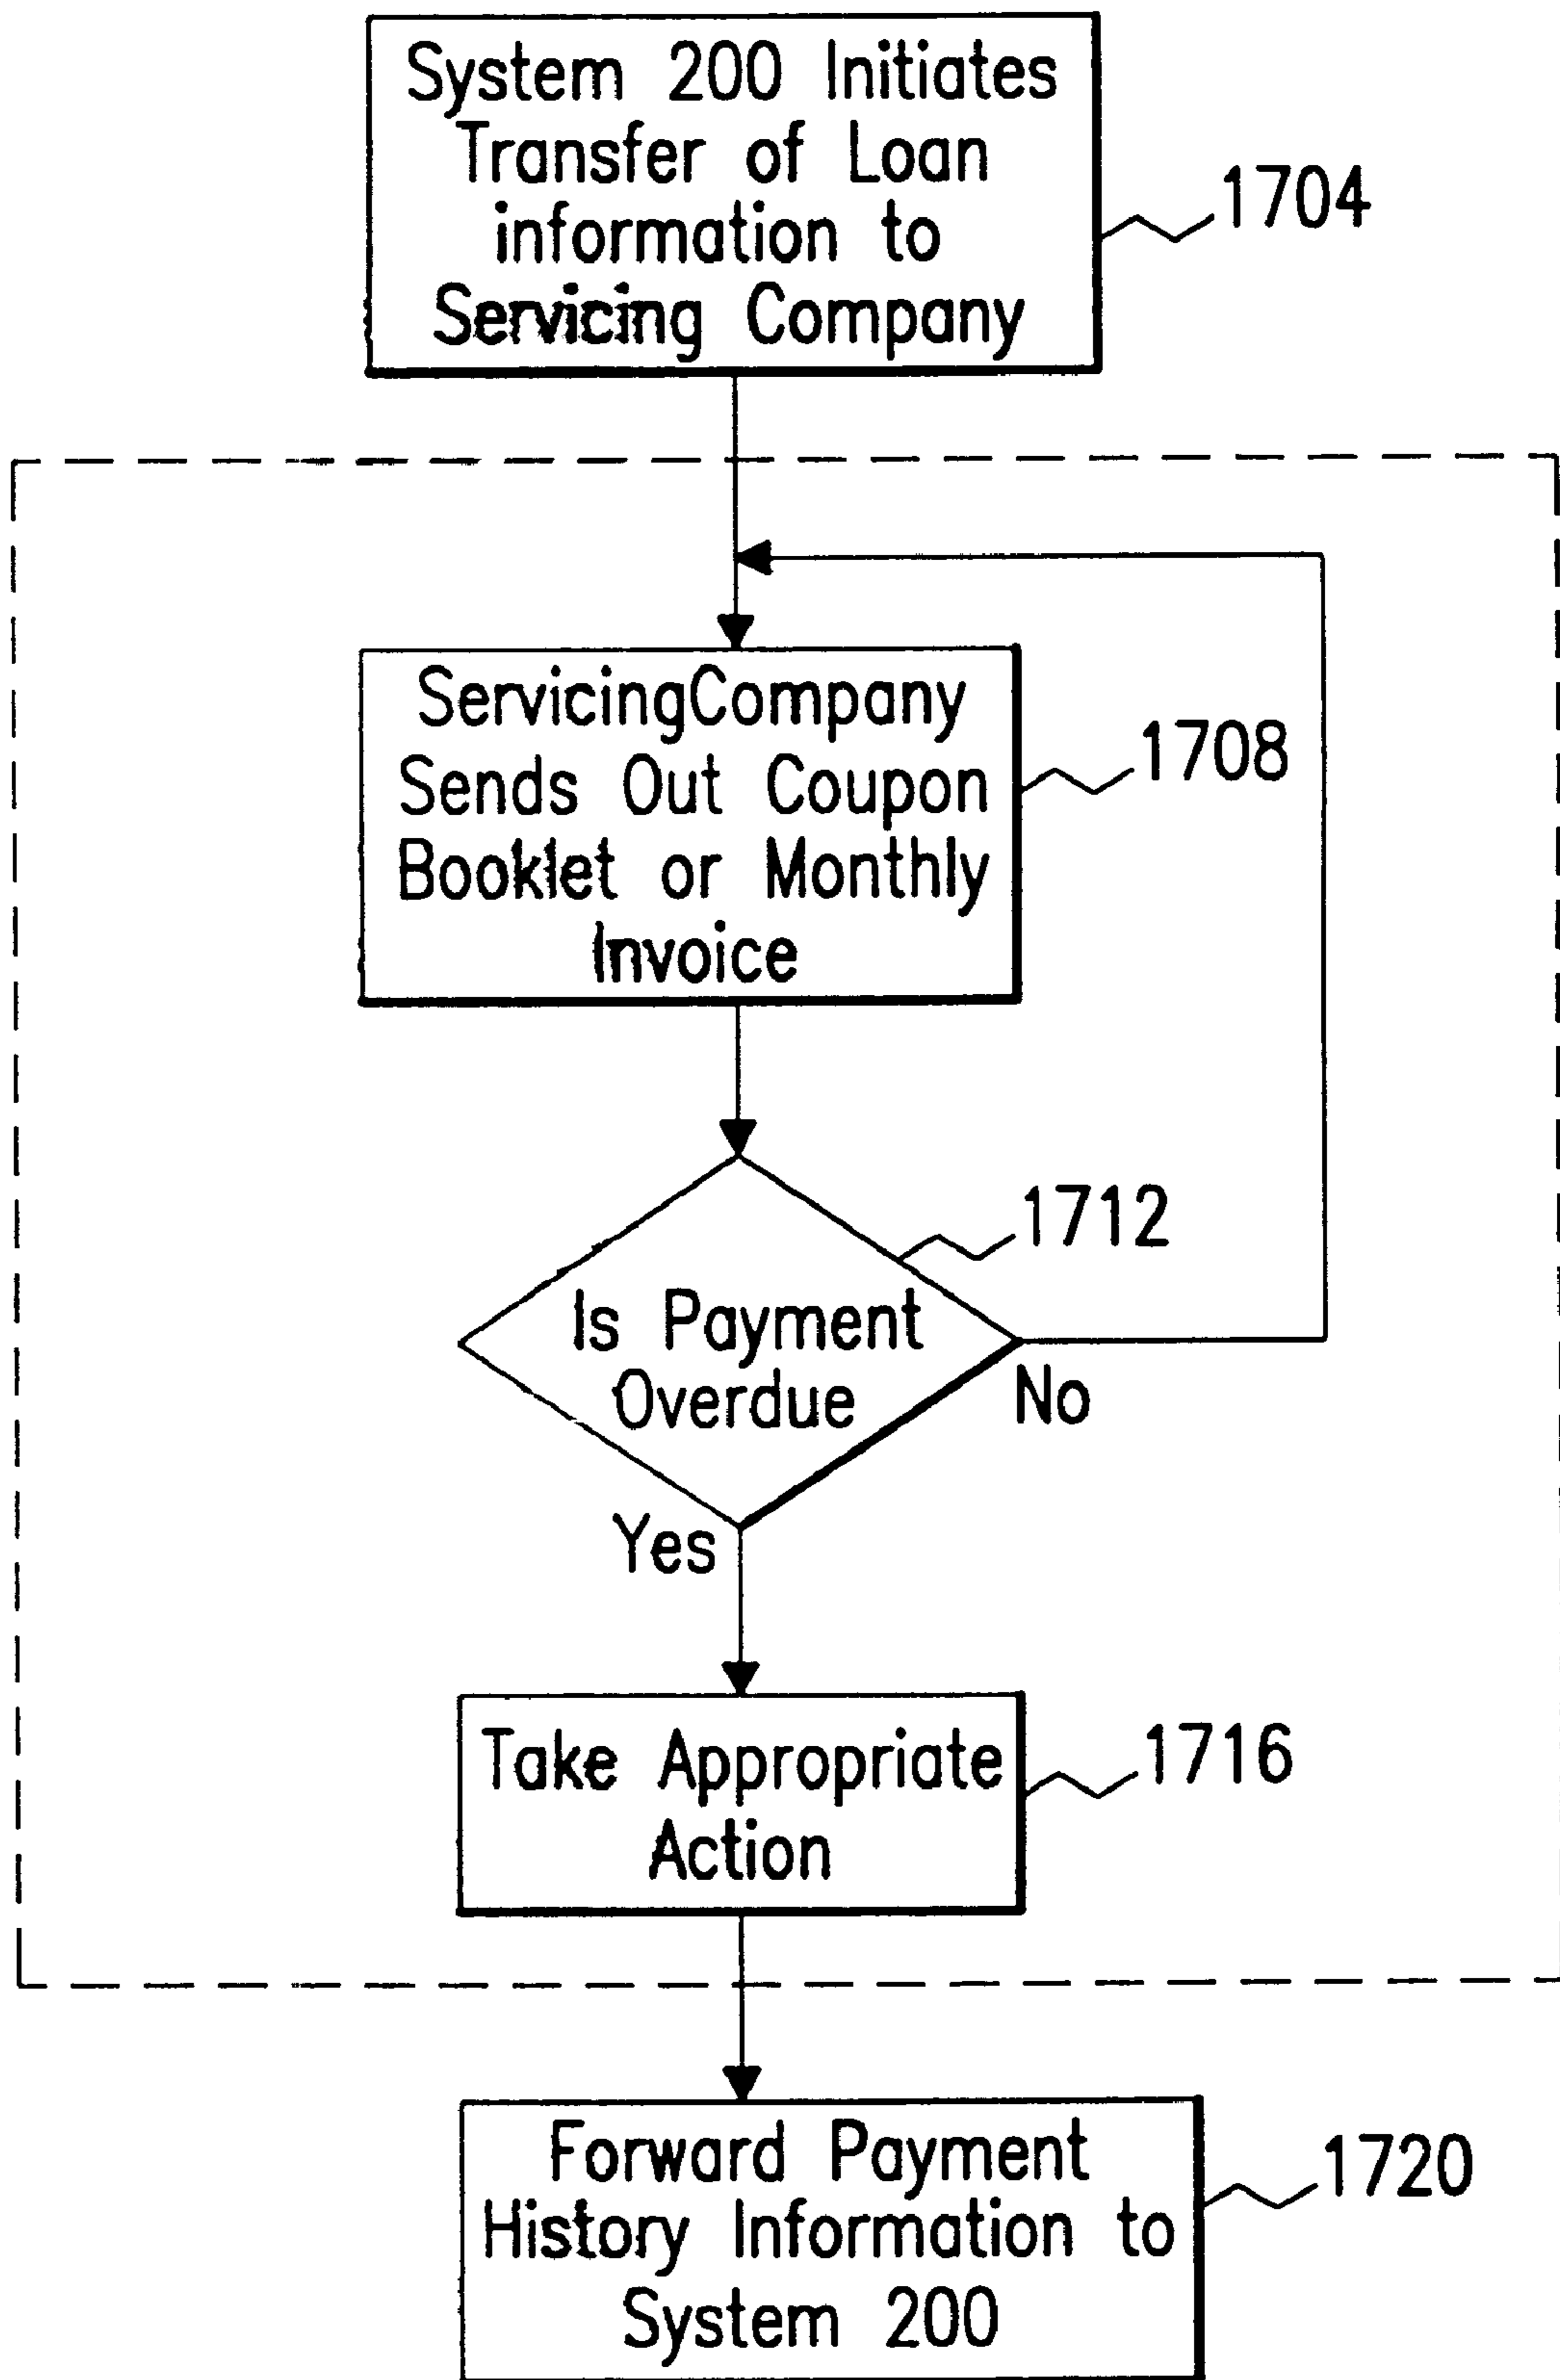 System 200 Initiates
Transfer of Loan
information to
Servicing Company
1704
ServicingCompany
Sends Out Coupon
Booklet or Monthly
Invoice
1708
1712
Is Payment
Overdue
No
Yes
Take Appropriate
Action
1716
Forward Payment
History Information to
System 200
1720